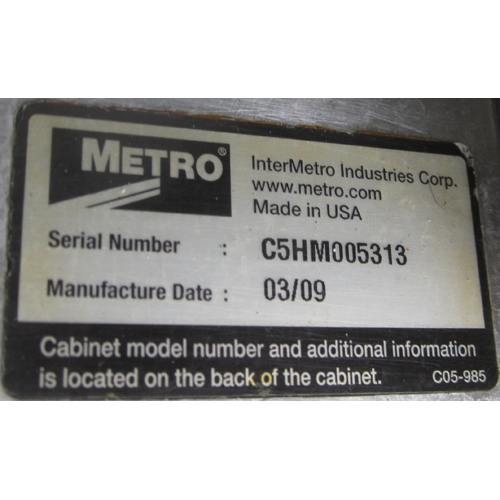 METRO®
InterMetro Industries Corp.
www.metro.com
Made in USA
Serial Number : C5HM005313
Manufacture Date : 03/09
Cabinet model number and additional information
is located on the back of the cabinet. C05-985